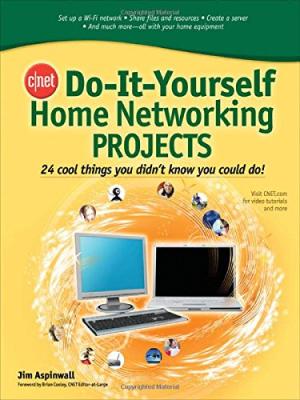 Set up a Wi-Fi network • Share files and resources • Create a server
• And much more—all with your home equipment
c|net
Do-It-Yourself
Home Networking
PROJECTS
24 cool things you didn't know you could do!
Visit CNET.com
for video tutorials
and more
Jim Aspinwall
Foreword by Brian Cooley, CNET Editor-at-Large